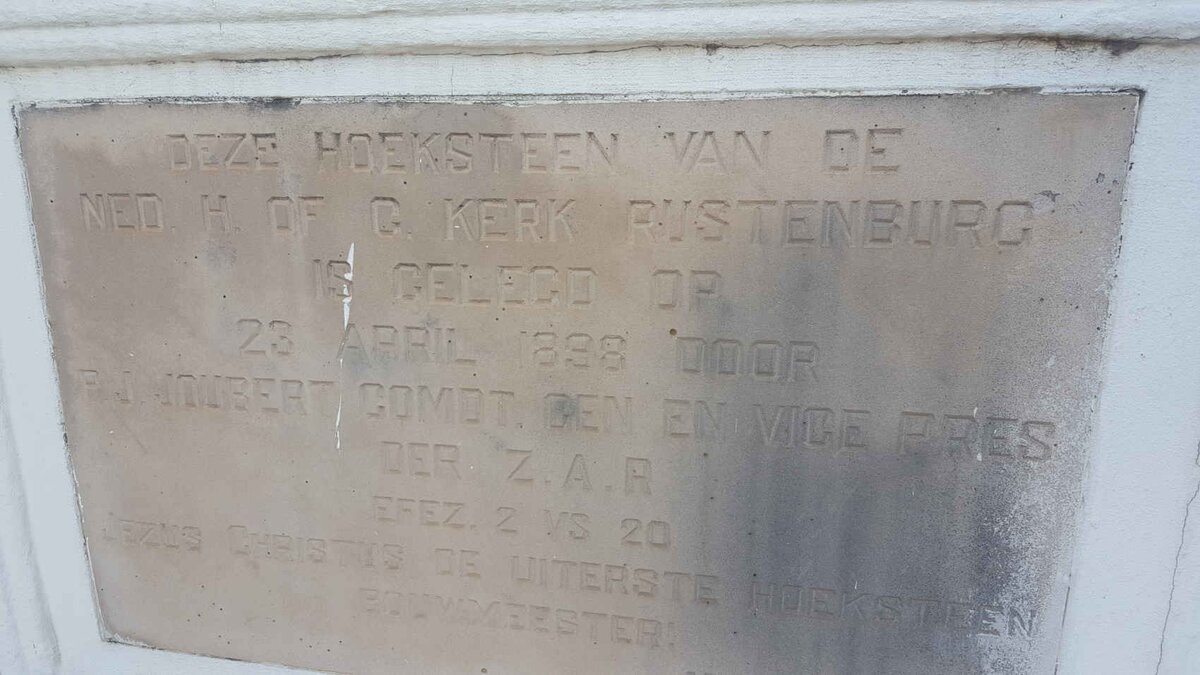 DEZE HOEKSTEEN VAN DE
NED. H. OF G. KERK RUSTENBURG
IS GELEGD OP
23 APRIL 1898 DOOR
P. J. JOUBERT COMDT GEN EN VICE PRES
DER Z.A.R
EFEZ. 2 VS 20
JEZUS CHRISTUS DE UITERSTE HOEKSTEEN
BOUWMEESTER: